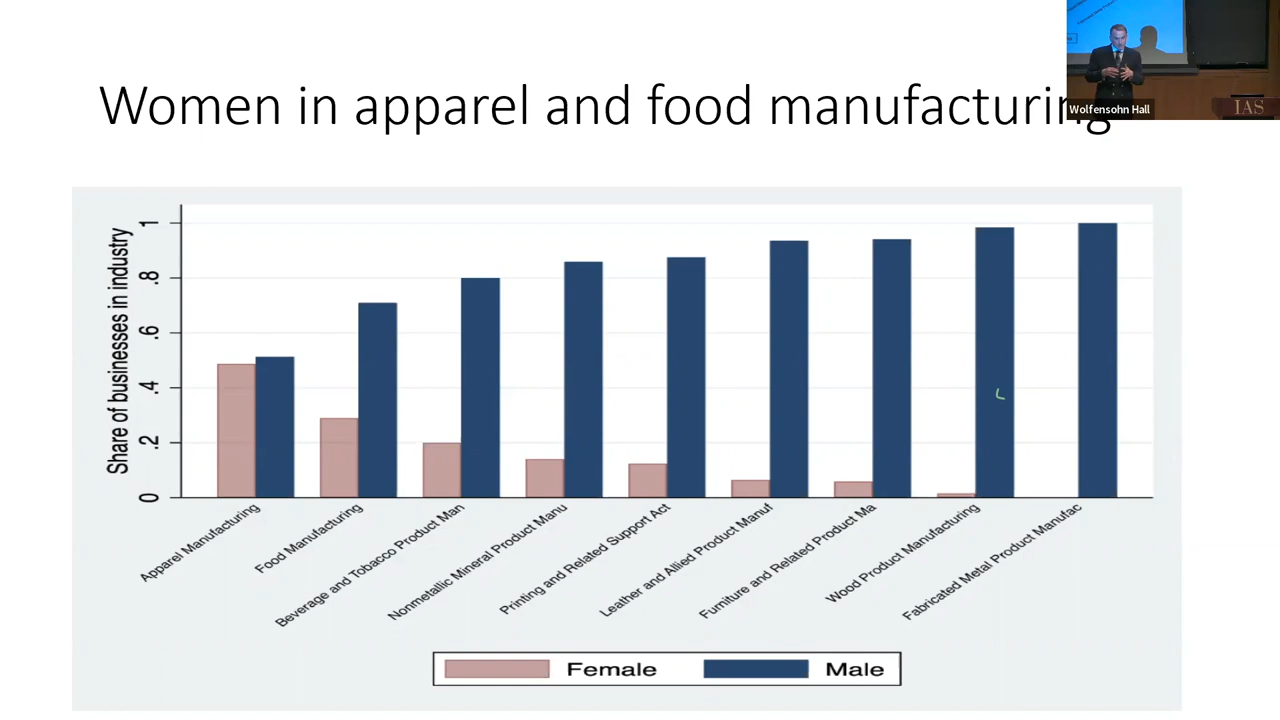 Women in apparel and food manufacturing
Wolfensohn Hall
IAS
Share of businesses in industry
1
.8
.6
.4
.2
0
Apparel Manufacturing
Food Manufacturing
Beverage and Tobacco Product Man
Nonmetallic Mineral Product Manu
Printing and Related Support Act
Leather and Allied Product Manuf
Furniture and Related Product Ma
Wood Product Manufacturing
Fabricated Metal Product Manufac
Female
Male